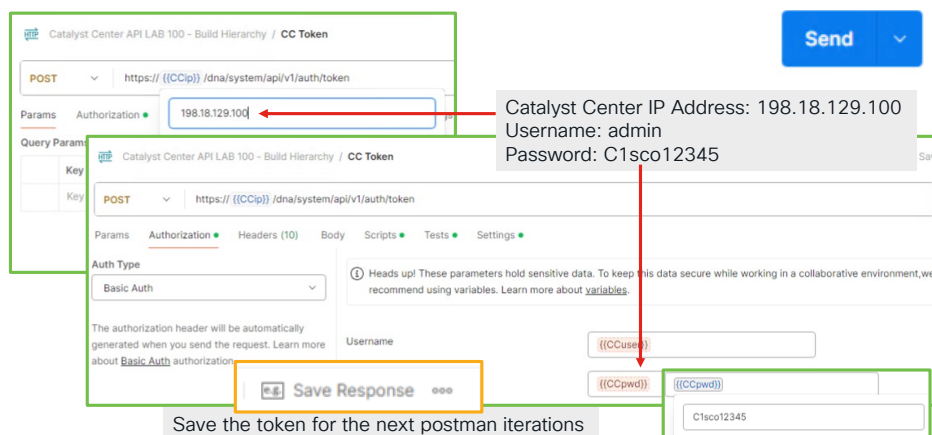 HTTP Catalyst Center API LAB 100 - Build Hierarchy / CC Token
Send
POST https:// {{CCip}} /dna/system/api/v1/auth/token
198.18.129.100
Params Authorization
Query Params
Key
Key
Catalyst Center IP Address: 198.18.129.100
Username: admin
Password: C1sco12345
HTTP Catalyst Center API LAB 100 - Build Hierarchy / CC Token
POST https:// {{CCip}} /dna/system/api/v1/auth/token
Params Authorization Headers (10) Body Scripts Tests Settings
Auth Type
Basic Auth
Heads up! These parameters hold sensitive data. To keep this data secure while working in a collaborative environment,we
recommend using variables. Learn more about variables.
The authorization header will be automatically
generated when you send the request. Learn more
about Basic Auth authorization.
Username {{CCuser}}
{{CCpwd}} {{CCpwd}}
C1sco12345
e.g. Save Response
Save the token for the next postman iterations